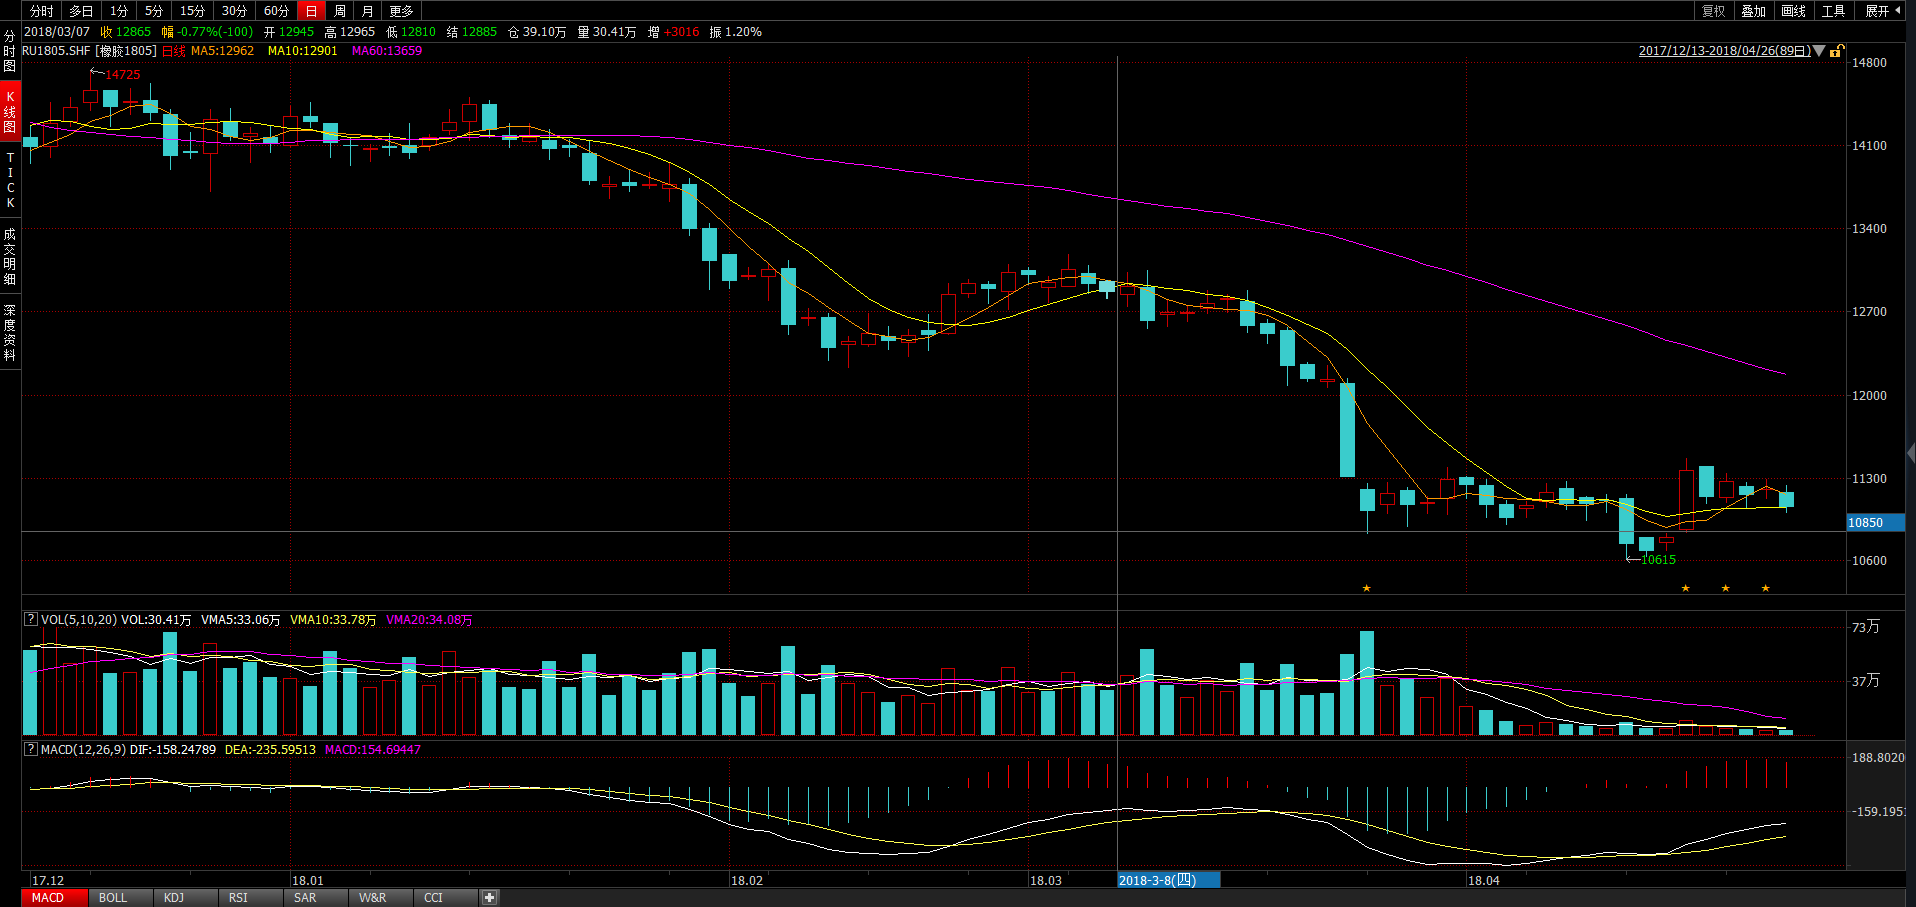 分时 多日 1分 5分 15分 30分 60分 日 周 月 更多 复权 叠加 画线 工具 展开
2018/03/07 收 12865 幅 -0.77%(-100) 开 12945 高 12965 低 12810 结 12885 仓 39.10万 量 30.41万 增 +3016 振 1.20%
RU1805.SHF [橡胶1805] 日线 MA5:12962 MA10:12901 MA60:13659 2017/12/13-2018/04/26(89日)
分时图
K线图
TICK
成交明细
深度资料
14725
14800
14100
13400
12700
12000
11300
10850
10600
10615
? VOL(5,10,20) VOL:30.41万 VMA5:33.06万 VMA10:33.78万 VMA20:34.08万
73万
37万
? MACD(12,26,9) DIF:-158.24789 DEA:-235.59513 MACD:154.69447
188.8020
-159.1951
17.12 18.01 18.02 18.03 2018-3-8(四) 18.04
MACD BOLL KDJ RSI SAR W&R CCI